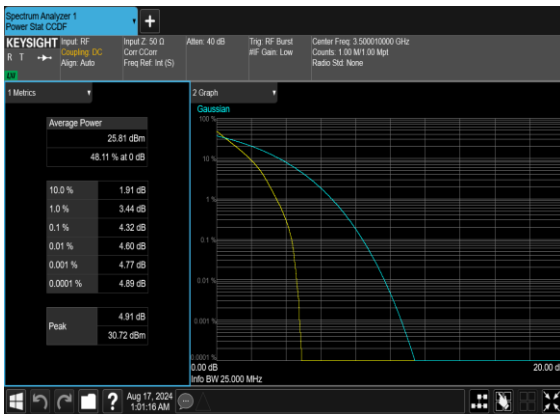 Spectrum Analyzer 1
Power Stat CCDF
+
KEYSIGHT
R T
Input: RF
Coupling: DC
Align: Auto
Input Z: 50 Ω
Corr CCorr
Freq Ref: Int (S)
Atten: 40 dB
Trig: RF Burst
#IF Gain: Low
Center Freq: 3.500010000 GHz
Counts: 1.00 M/1.00 Mpt
Radio Std: None
1 Metrics
Average Power
25.81 dBm
48.11 % at 0 dB
10.0 % 1.91 dB
1.0 % 3.44 dB
0.1 % 4.32 dB
0.01 % 4.60 dB
0.001 % 4.77 dB
0.0001 % 4.89 dB
Peak
4.91 dB
30.72 dBm
2 Graph
Gaussian
100 %
10 %
1 %
0.1 %
0.01 %
0.001 %
0.0001 %
0.00 dB
20.00 d
Info BW 25.000 MHz
?
Aug 17, 2024
1:01:16 AM